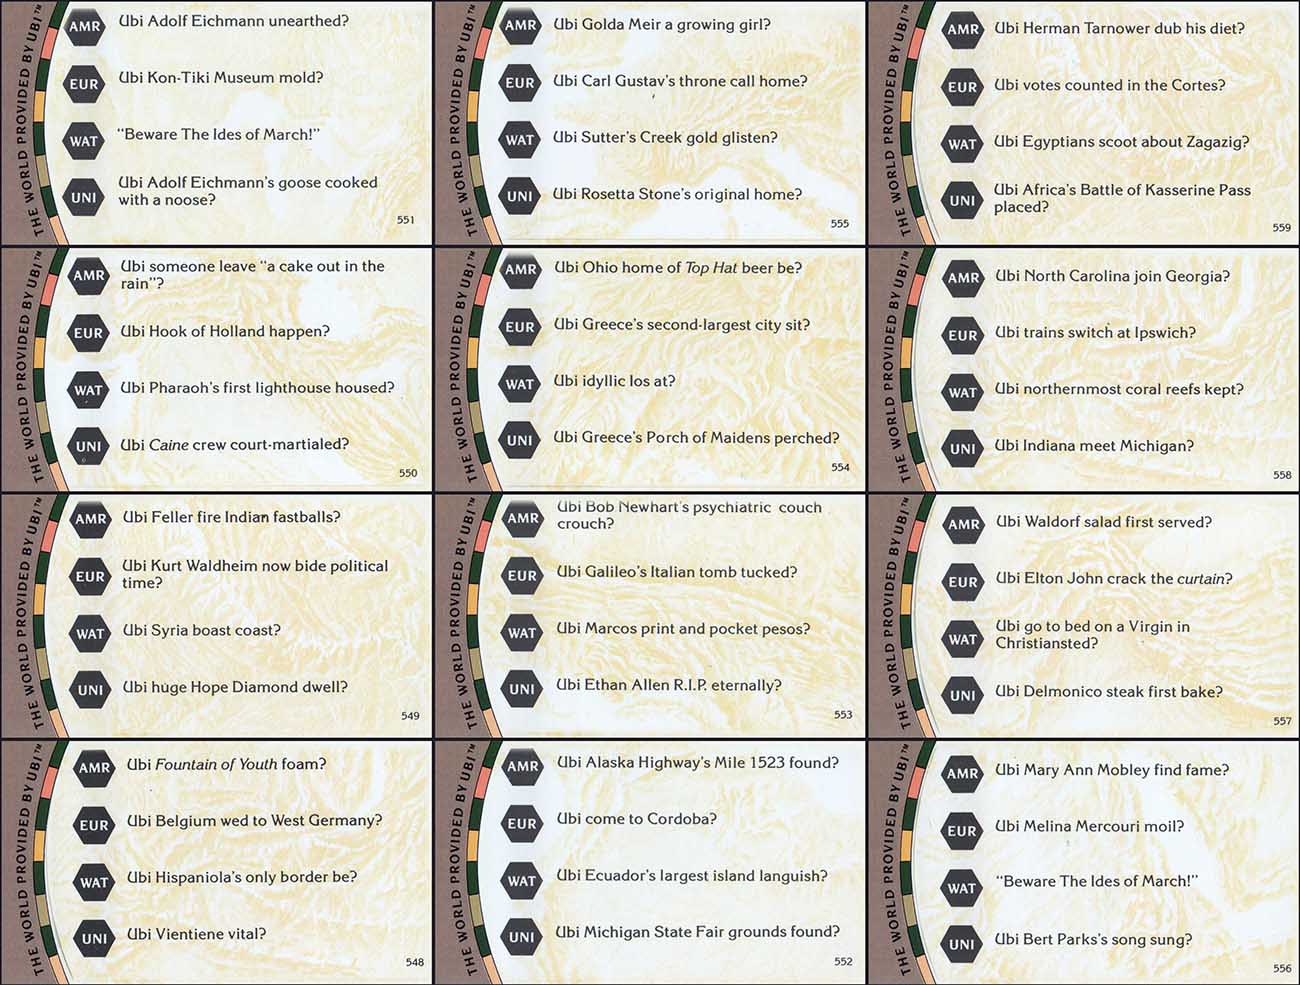 THE WORLD PROVIDED BY UBI™
AMR
Ubi Adolf Eichmann unearthed?
EUR
Ubi Kon-Tiki Museum mold?
WAT
"Beware The Ides of March!"
UNI
Ubi Adolf Eichmann's goose cooked
with a noose?
551
THE WORLD PROVIDED BY UBI™
AMR
Ubi Golda Meir a growing girl?
EUR
Ubi Carl Gustav's throne call home?
WAT
Ubi Sutter's Creek gold glisten?
UNI
Ubi Rosetta Stone's original home?
555
THE WORLD PROVIDED BY UBI™
AMR
Ubi Herman Tarnower dub his diet?
EUR
Ubi votes counted in the Cortes?
WAT
Ubi Egyptians scoot about Zagazig?
UNI
Ubi Africa's Battle of Kasserine Pass
placed?
559
THE WORLD PROVIDED BY UBI™
AMR
Ubi someone leave "a cake out in the
rain"?
EUR
Ubi Hook of Holland happen?
WAT
Ubi Pharaoh's first lighthouse housed?
UNI
Ubi Caine crew court-martialed?
550
THE WORLD PROVIDED BY UBI™
AMR
Ubi Ohio home of Top Hat beer be?
EUR
Ubi Greece's second-largest city sit?
WAT
Ubi idyllic Ios at?
UNI
Ubi Greece's Porch of Maidens perched?
554
THE WORLD PROVIDED BY UBI™
AMR
Ubi North Carolina join Georgia?
EUR
Ubi trains switch at Ipswich?
WAT
Ubi northernmost coral reefs kept?
UNI
Ubi Indiana meet Michigan?
558
THE WORLD PROVIDED BY UBI™
AMR
Ubi Feller fire Indian fastballs?
EUR
Ubi Kurt Waldheim now bide political
time?
WAT
Ubi Syria boast coast?
UNI
Ubi huge Hope Diamond dwell?
549
THE WORLD PROVIDED BY UBI™
AMR
Ubi Bob Newhart's psychiatric couch
crouch?
EUR
Ubi Galileo's Italian tomb tucked?
WAT
Ubi Marcos print and pocket pesos?
UNI
Ubi Ethan Allen R.I.P. eternally?
553
THE WORLD PROVIDED BY UBI™
AMR
Ubi Waldorf salad first served?
EUR
Ubi Elton John crack the curtain?
WAT
Ubi go to bed on a Virgin in
Christiansted?
UNI
Ubi Delmonico steak first bake?
557
THE WORLD PROVIDED BY UBI™
AMR
Ubi Fountain of Youth foam?
EUR
Ubi Belgium wed to West Germany?
WAT
Ubi Hispaniola's only border be?
UNI
Ubi Vientiene vital?
548
THE WORLD PROVIDED BY UBI™
AMR
Ubi Alaska Highway's Mile 1523 found?
EUR
Ubi come to Cordoba?
WAT
Ubi Ecuador's largest island languish?
UNI
Ubi Michigan State Fair grounds found?
552
THE WORLD PROVIDED BY UBI™
AMR
Ubi Mary Ann Mobley find fame?
EUR
Ubi Melina Mercouri moil?
WAT
"Beware The Ides of March!"
UNI
Ubi Bert Parks's song sung?
556